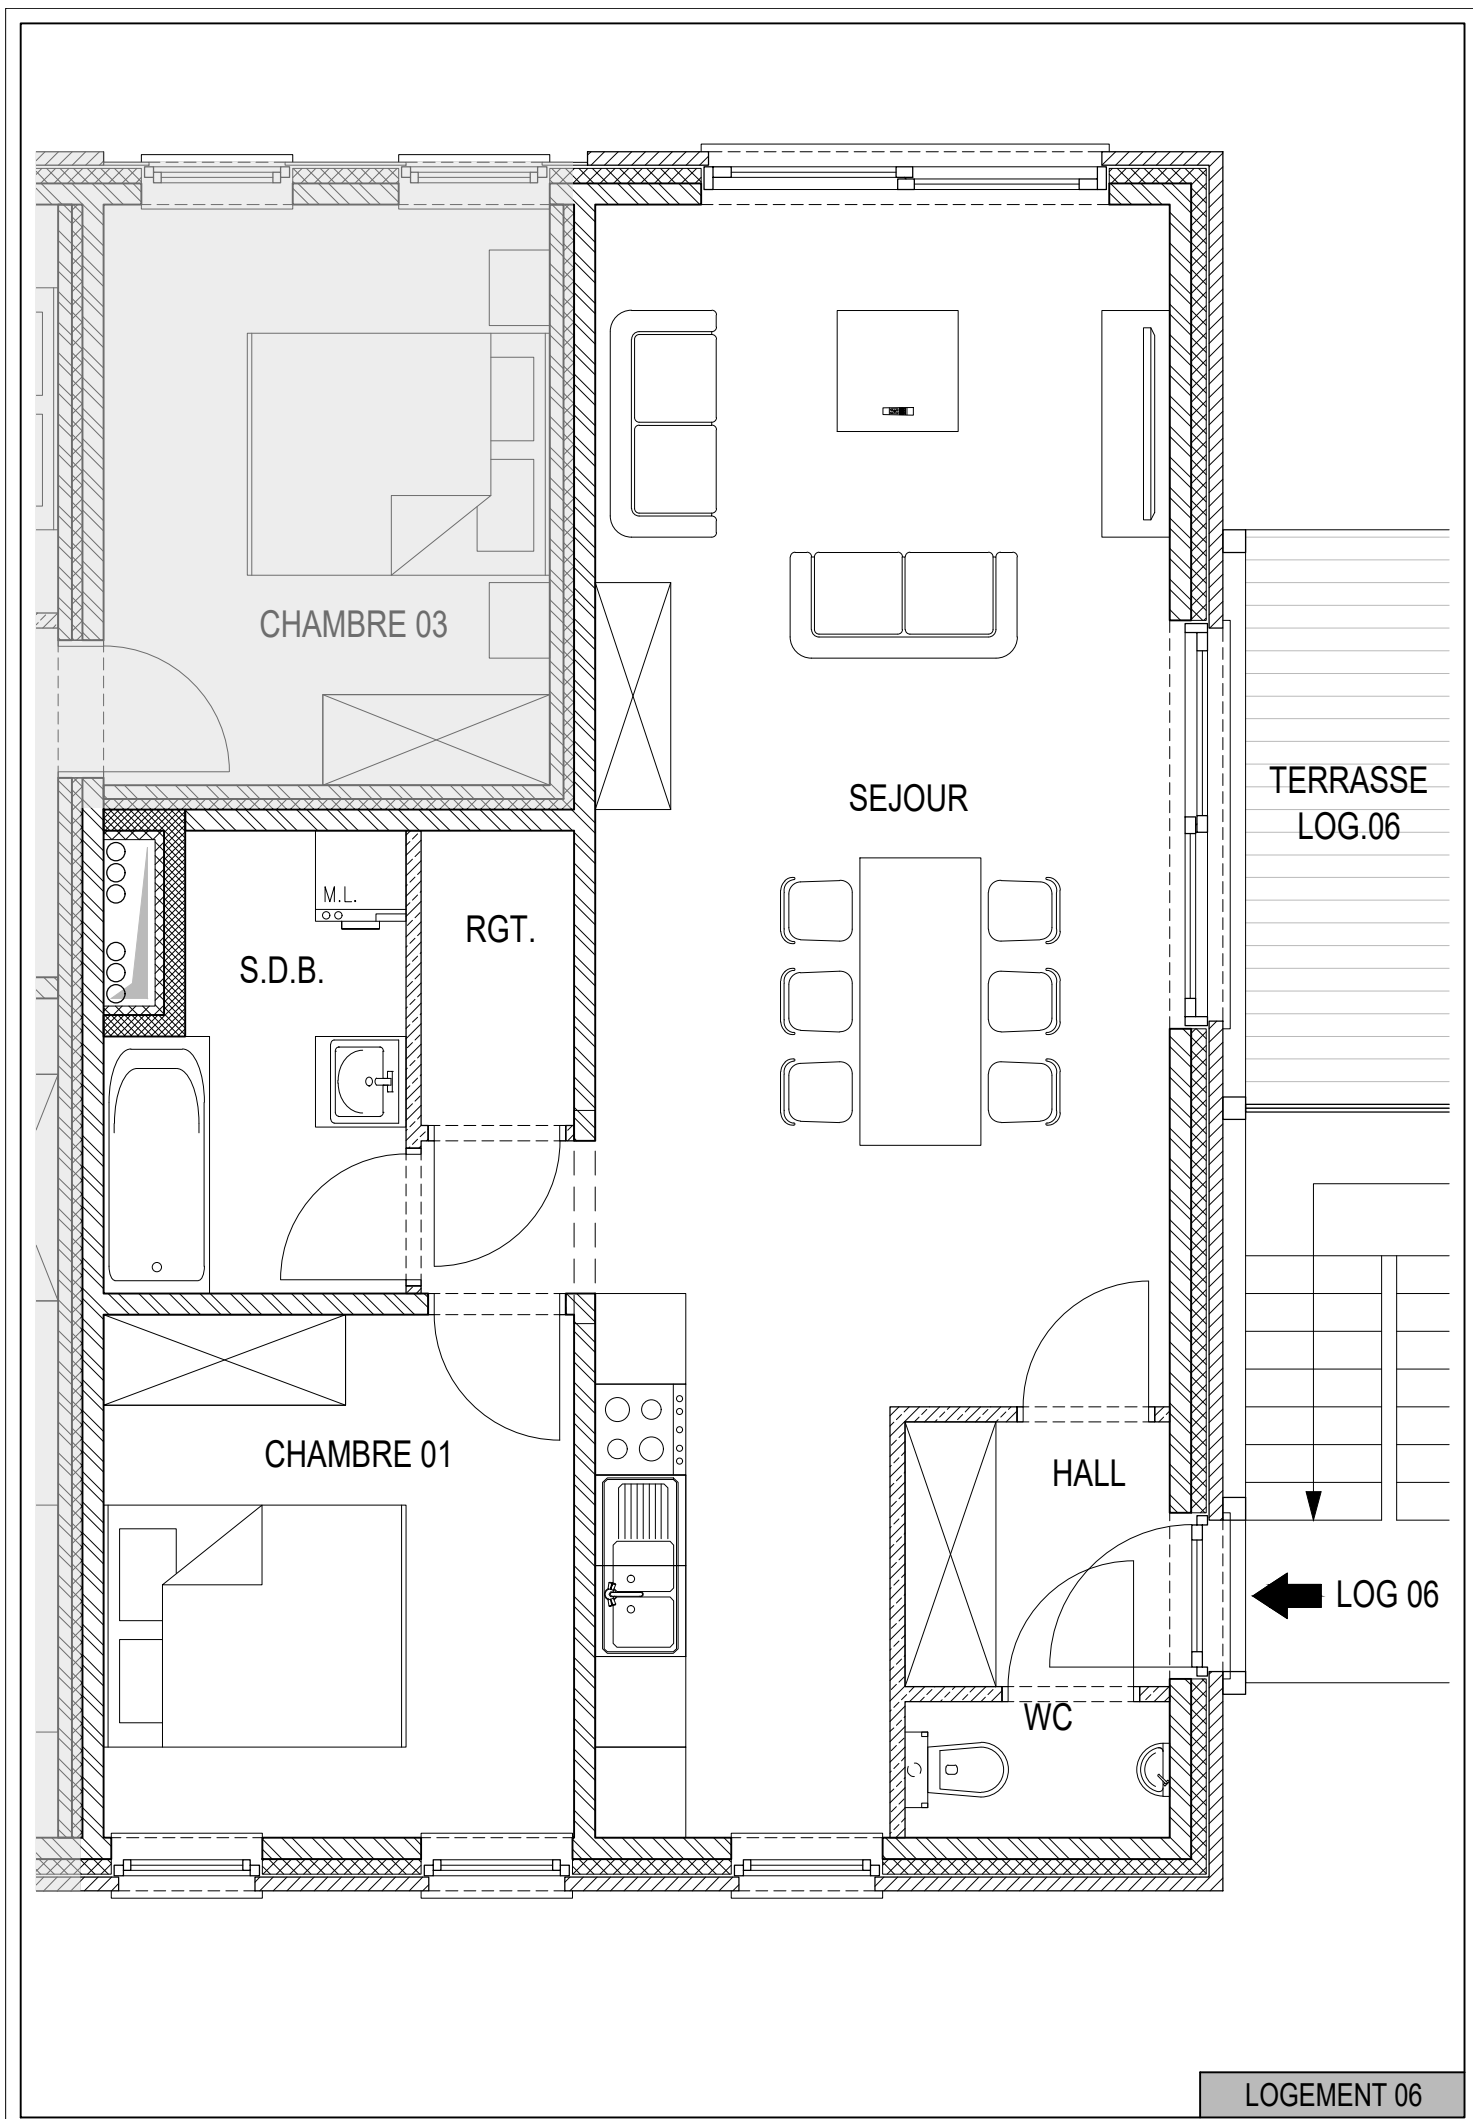 CHAMBRE 03
SEJOUR
TERRASSE
LOG.06
M.L.
RGT.
S.D.B.
CHAMBRE 01
HALL
LOG 06
WC
LOGEMENT 06